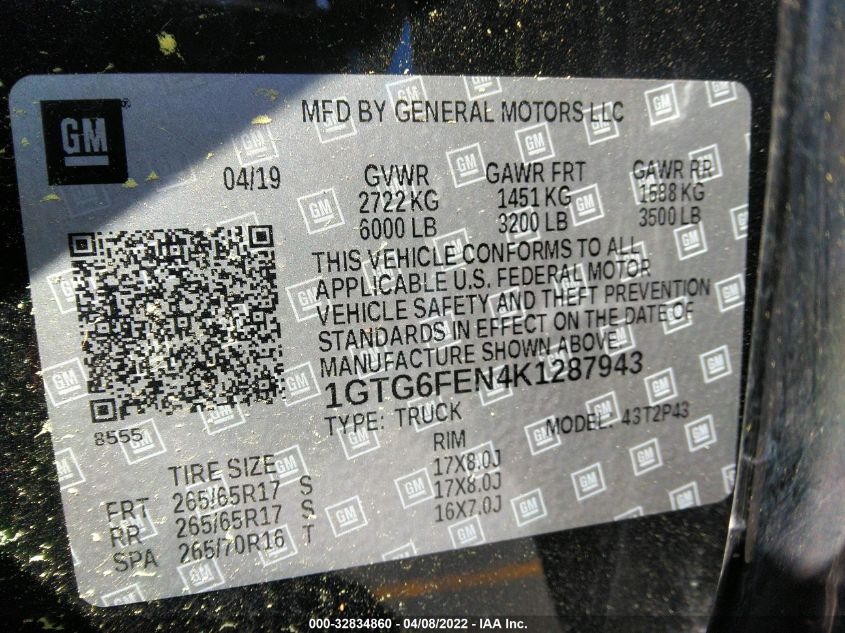 GM ® MFD BY GENERAL MOTORS LLC
04/19 GVWR GAWR FRT GAWR RR
2722 KG 1451 KG 1588 KG
6000 LB 3200 LB 3500 LB
THIS VEHICLE CONFORMS TO ALL
APPLICABLE U.S. FEDERAL MOTOR
VEHICLE SAFETY AND THEFT PREVENTION
STANDARDS IN EFFECT ON THE DATE OF
MANUFACTURE SHOWN ABOVE.
1GTG6FEN4K1287943
8555 TYPE: TRUCK MODEL: 43T2P43
TIRE SIZE RIM
FRT 265/65R17 S 17X8.0J
RR 265/65R17 S 17X8.0J
SPA 265/70R16 T 16X7.0J
000-32834860 - 04/08/2022 - IAA Inc.